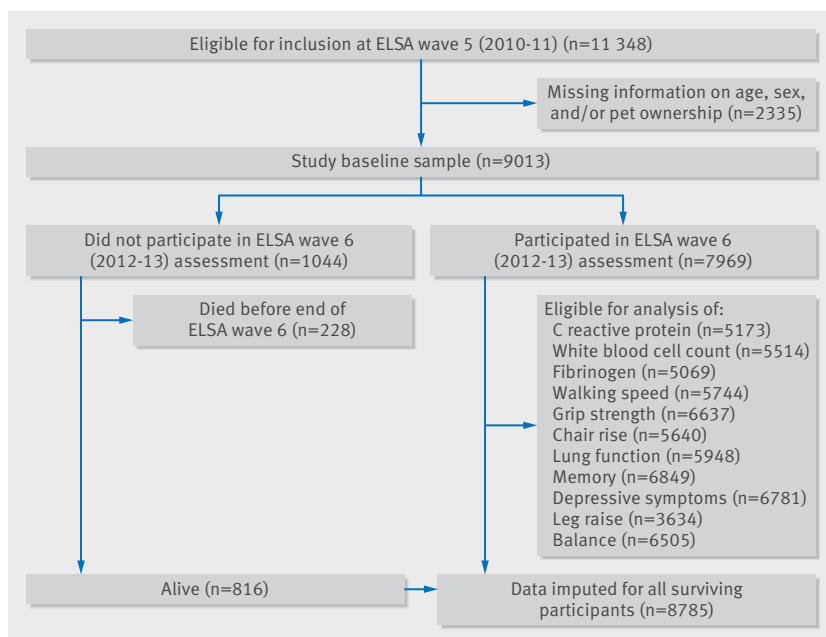 Eligible for inclusion at ELSA wave 5 (2010-11) (n=11 348)
Missing information on age, sex,
and/or pet ownership (n=2335)
Study baseline sample (n=9013)
Did not participate in ELSA wave 6
(2012-13) assessment (n=1044)
Participated in ELSA wave 6
(2012-13) assessment (n=7969)
Died before end of
ELSA wave 6 (n=228)
Eligible for analysis of:
C reactive protein (n=5173)
White blood cell count (n=5514)
Fibrinogen (n=5069)
Walking speed (n=5744)
Grip strength (n=6637)
Chair rise (n=5640)
Lung function (n=5948)
Memory (n=6849)
Depressive symptoms (n=6781)
Leg raise (n=3634)
Balance (n=6505)
Alive (n=816)
Data imputed for all surviving
participants (n=8785)